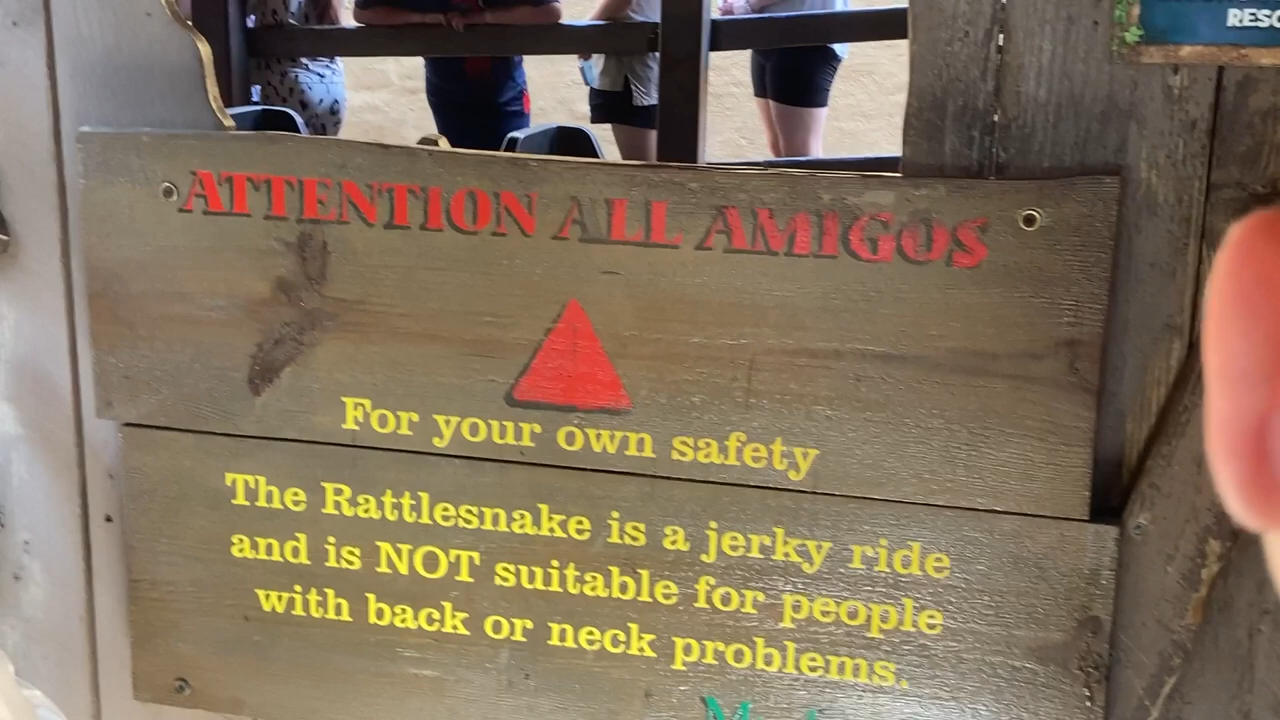 RESO
ATTENTION ALL AMIGOS
For your own safety
The Rattlesnake is a jerky ride
and is NOT suitable for people
with back or neck problems.